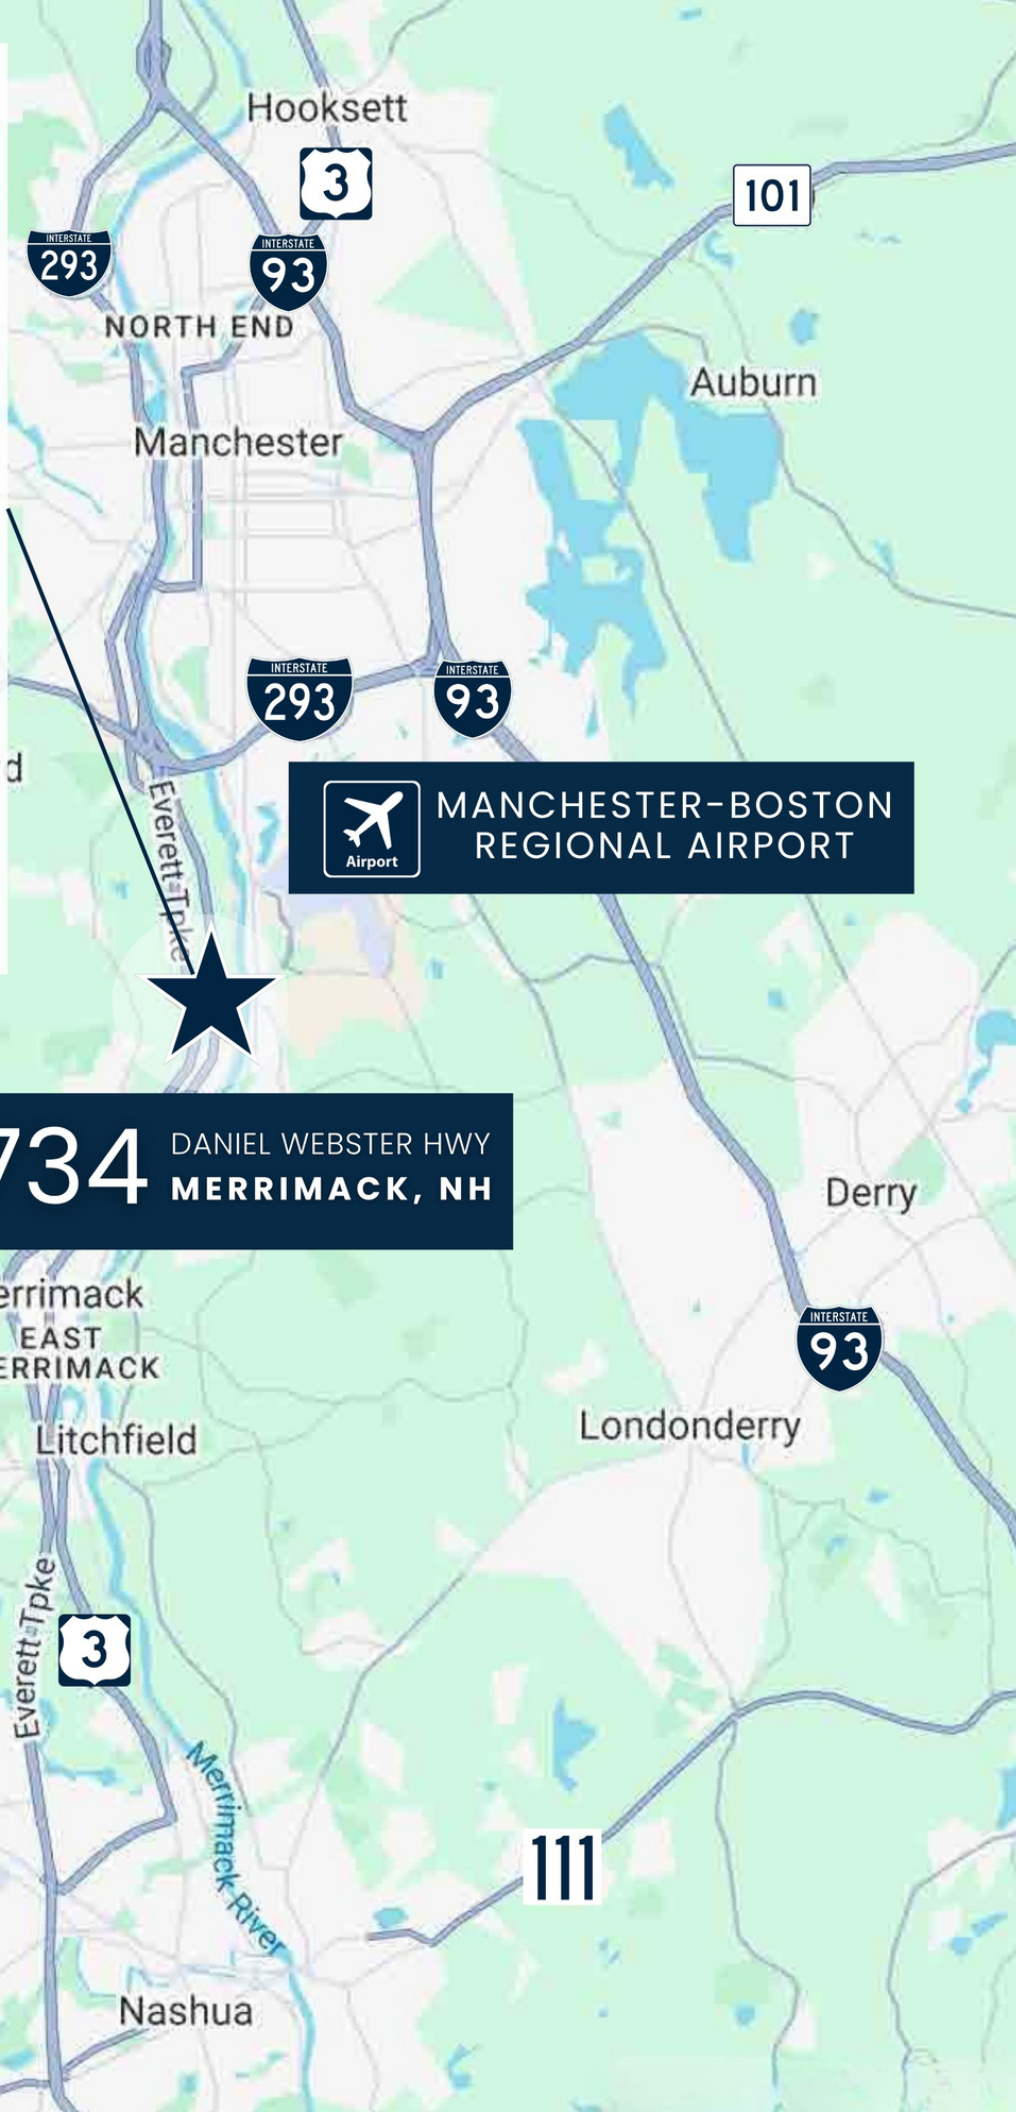 Hooksett
3
101
INTERSTATE
293
INTERSTATE
93
NORTH END
Auburn
Manchester
INTERSTATE
293
INTERSTATE
93
d
Everett Tpke
MANCHESTER-BOSTON
REGIONAL AIRPORT
Airport
734
DANIEL WEBSTER HWY
MERRIMACK, NH
Derry
errimack
EAST
ERRIMACK
INTERSTATE
93
Litchfield
Londonderry
Everett Tpke
3
Merrimack River
111
Nashua